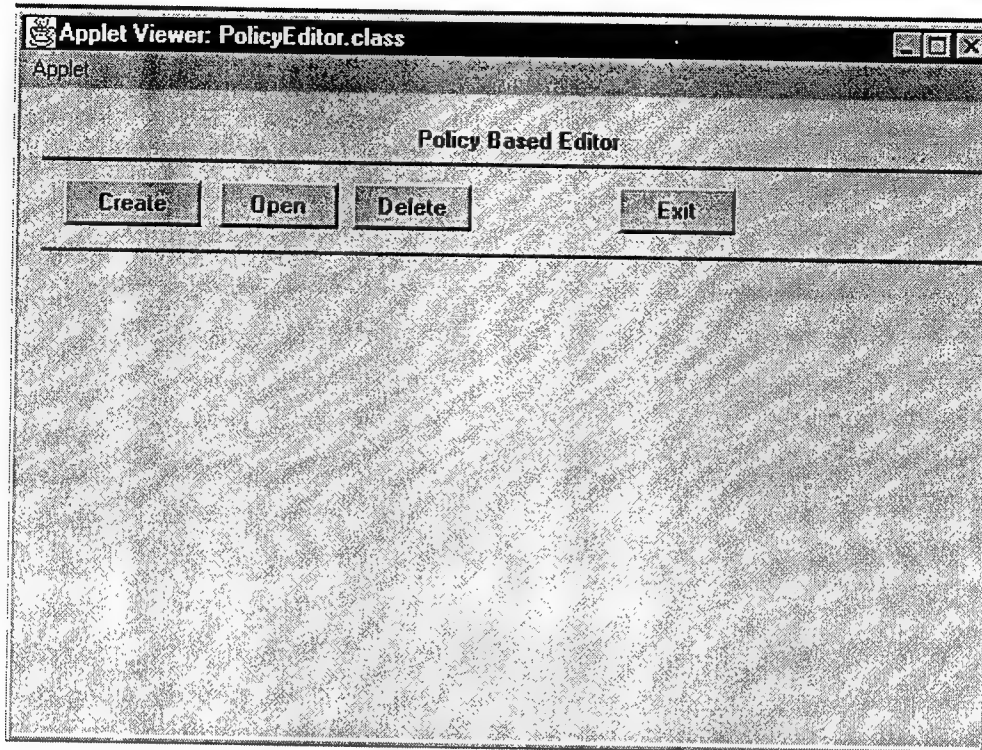 Applet Viewer: PolicyEditor.class
Applet
Policy Based Editor
Create Open Delete Exit